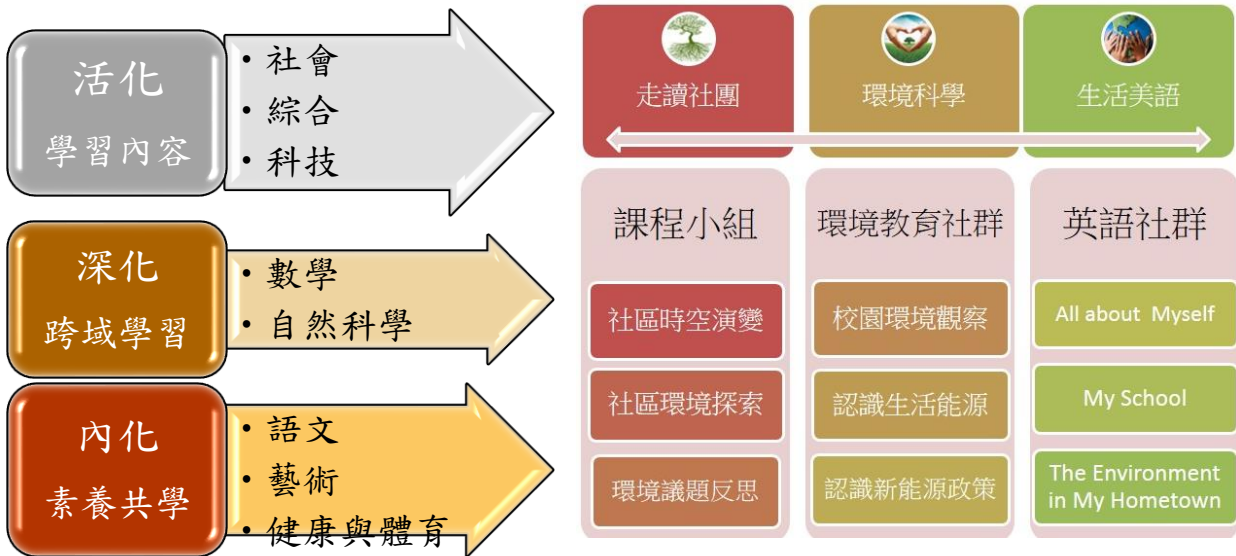 活化
學習內容
• 社會
• 綜合
• 科技
深化
跨域學習
• 數學
• 自然科學
內化
素養共學
• 語文
• 藝術
• 健康與體育
走讀社團
環境科學
生活美語
課程小組
社區時空演變
社區環境探索
環境議題反思
環境教育社群
校園環境觀察
認識生活能源
認識新能源政策
英語社群
All about Myself
My School
The Environment
in My Hometown